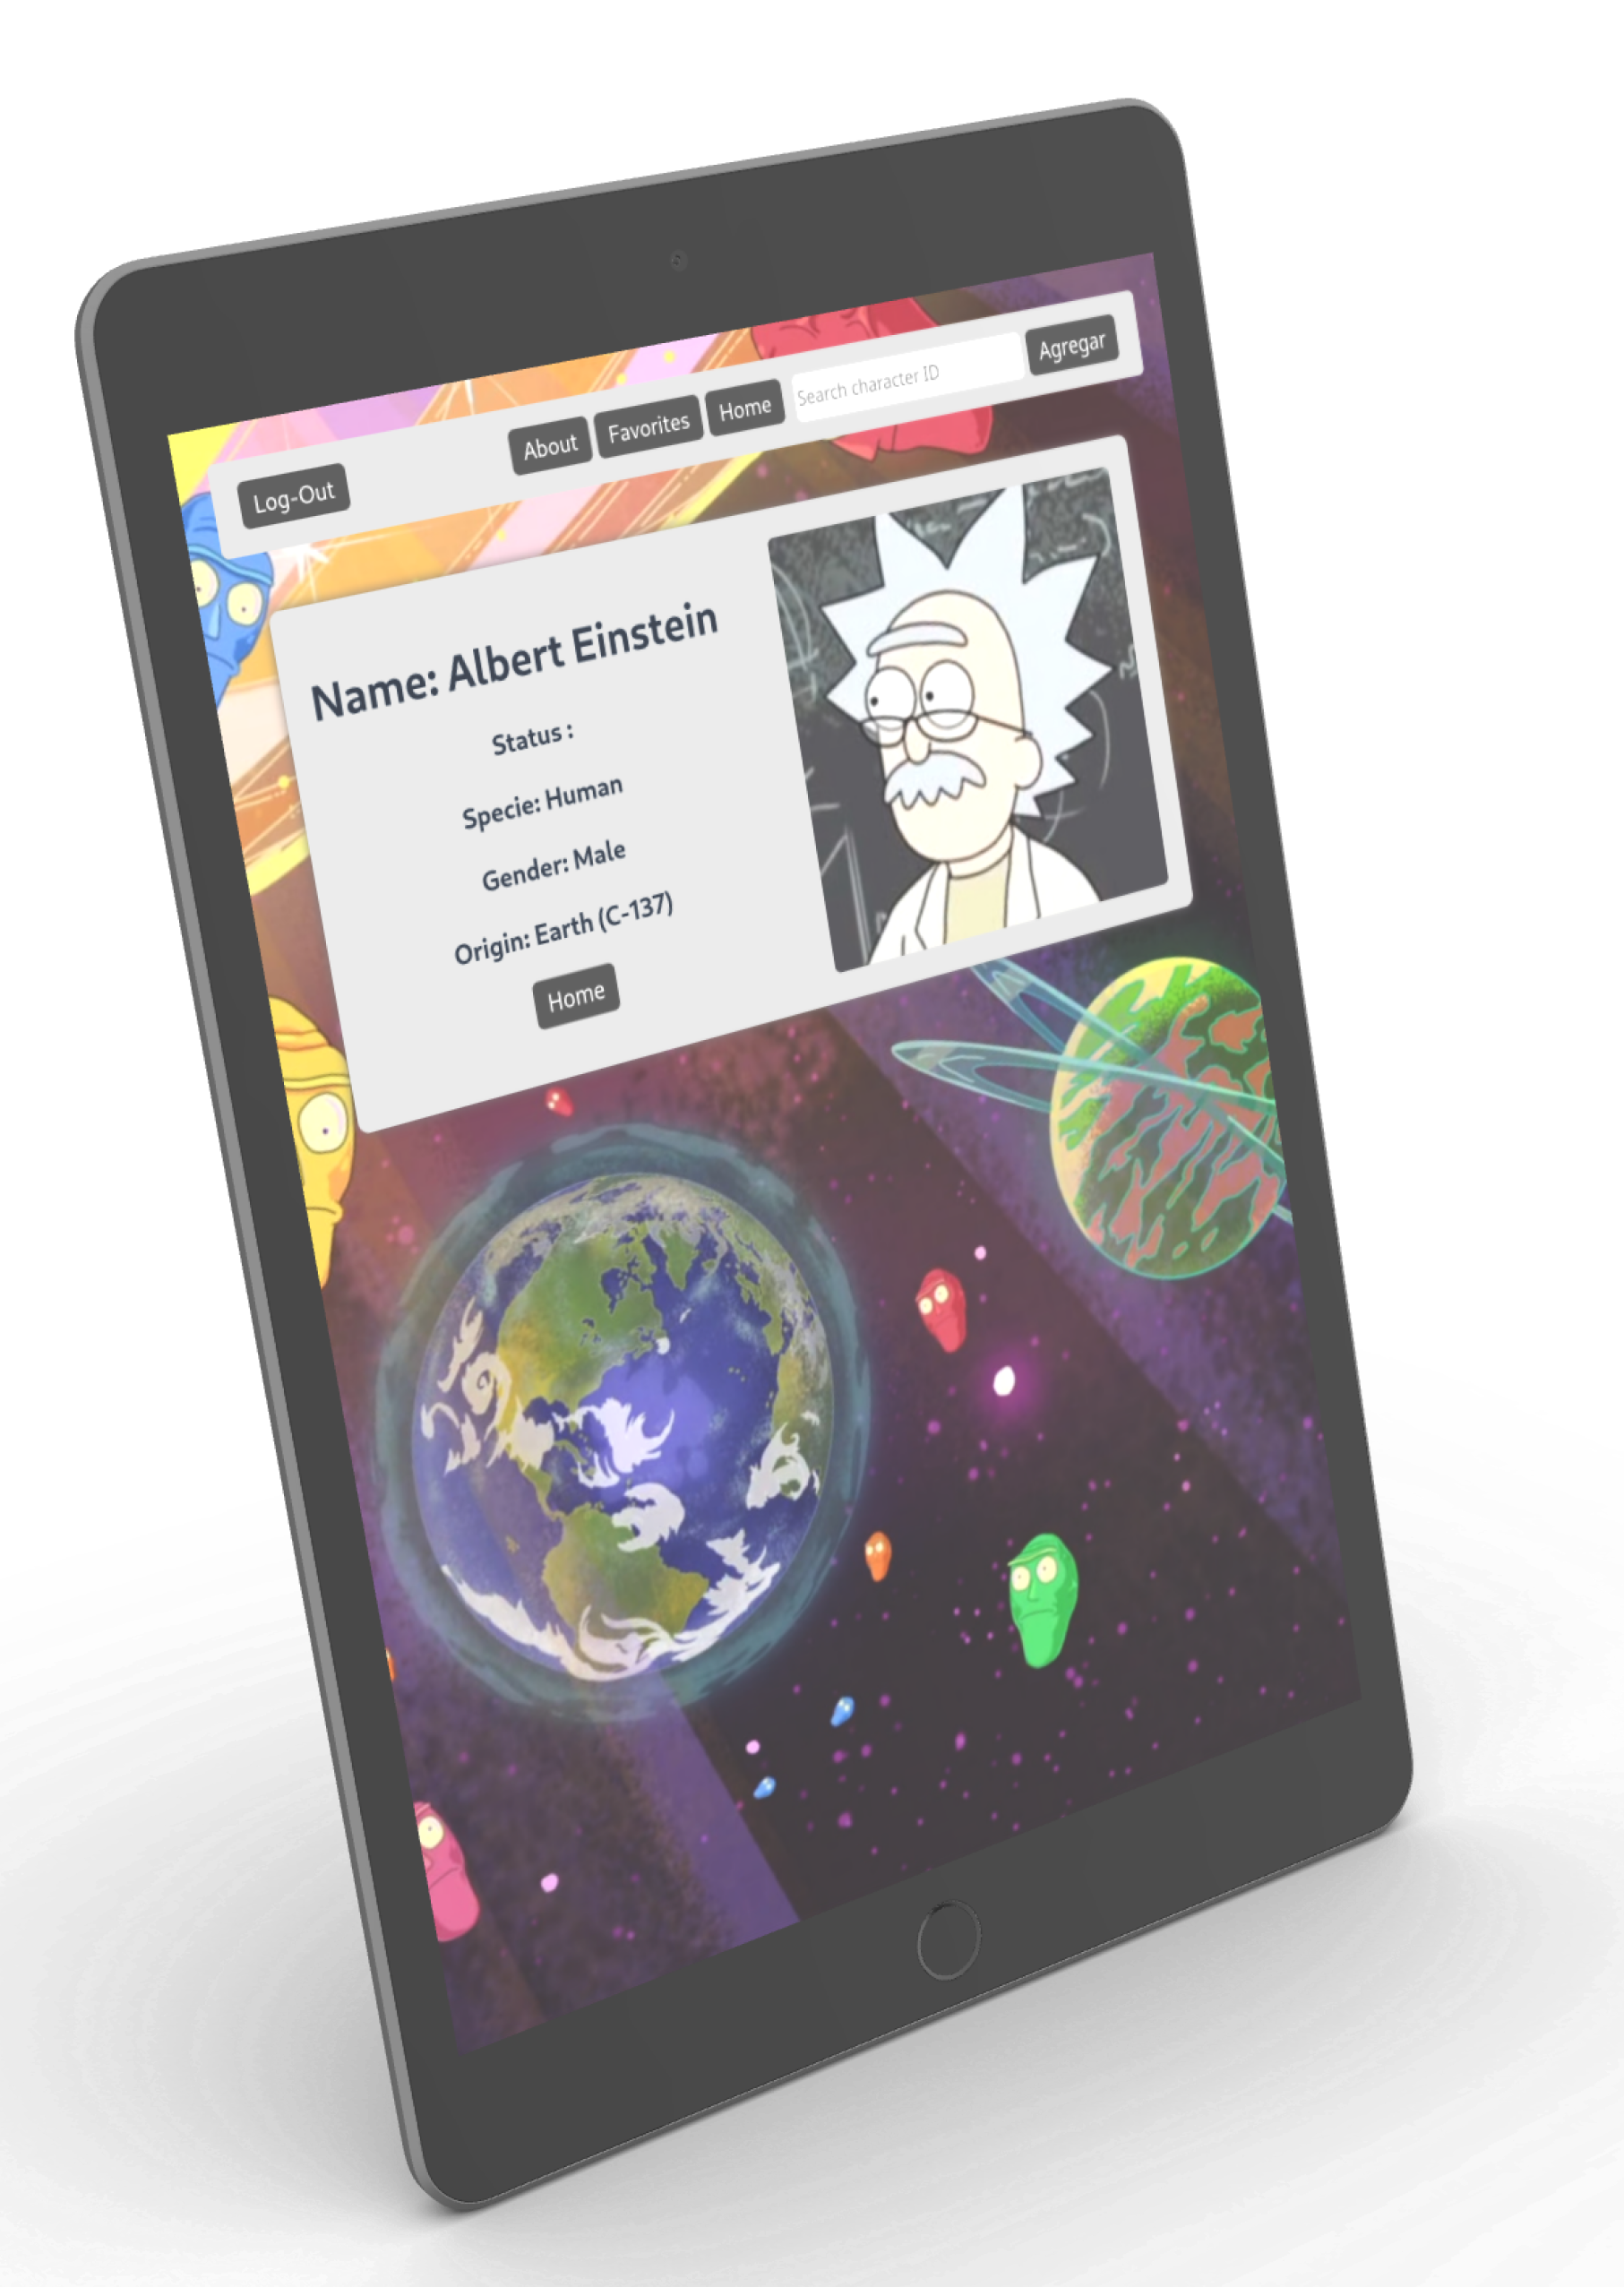 Log-Out
About
Favorites
Home
Search character ID
Agregar
Name: Albert Einstein
Status :
Specie: Human
Gender: Male
Origin: Earth (C-137)
Home